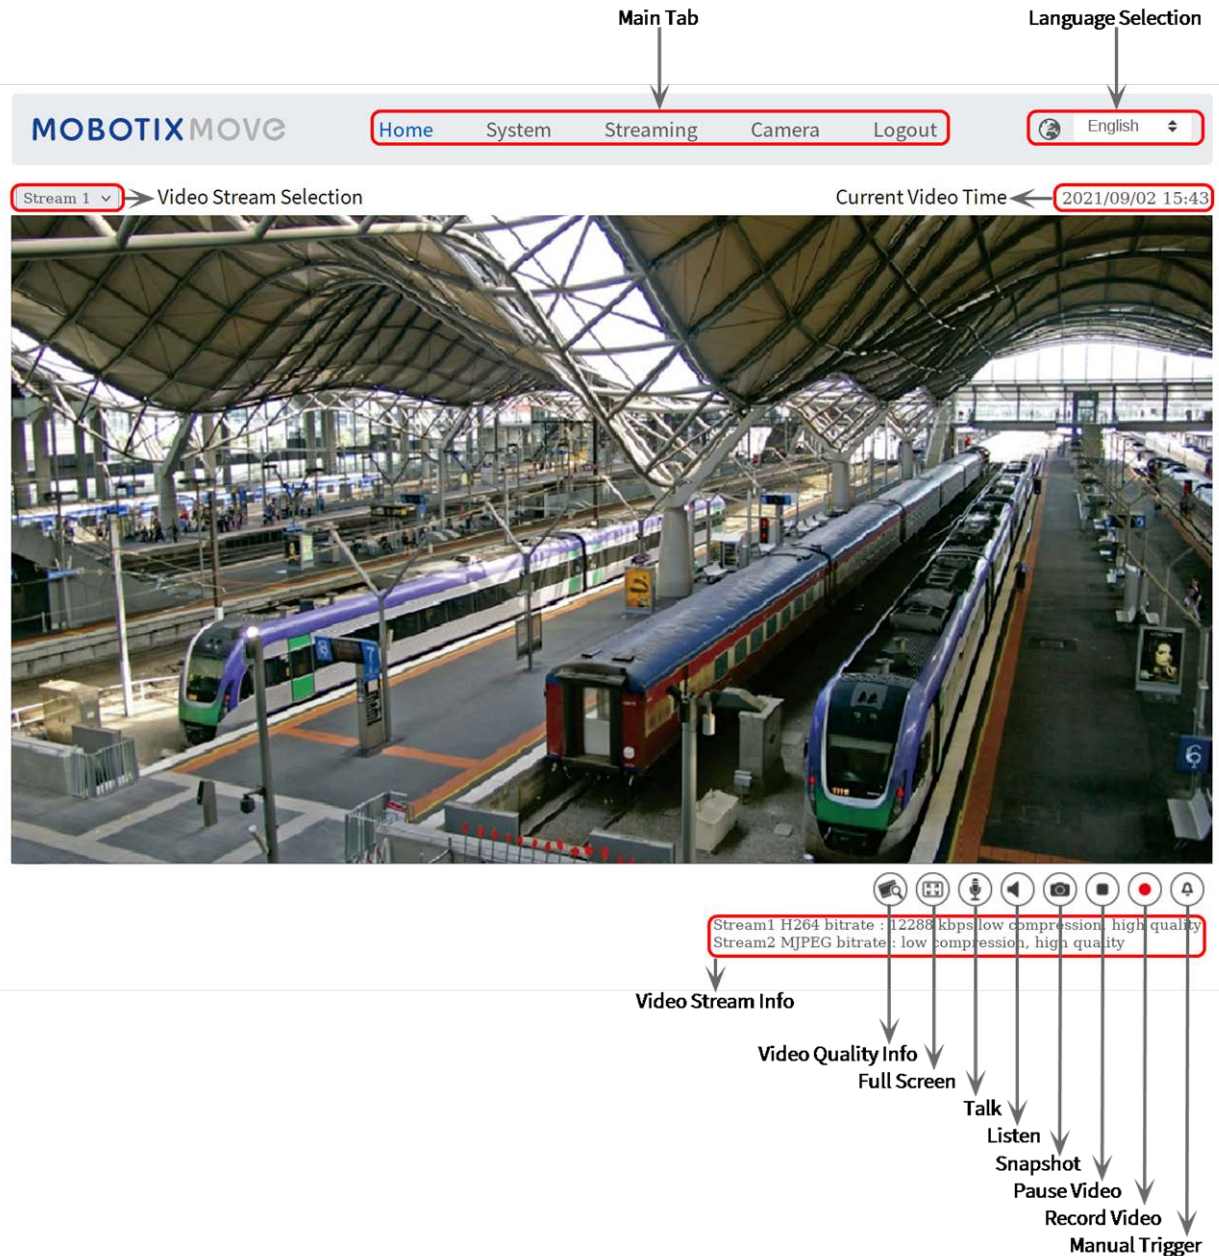 Main Tab
Language Selection
MOBOTIX MOVE
Home System Streaming Camera Logout
English
Stream 1
Video Stream Selection
Current Video Time
2021/09/02 15:43
6
7
6
Stream1 H264 bitrate : 12288 kbps low compression, high quality
Stream2 MJPEG bitrate : low compression, high quality
Video Stream Info
Video Quality Info
Full Screen
Talk
Listen
Snapshot
Pause Video
Record Video
Manual Trigger